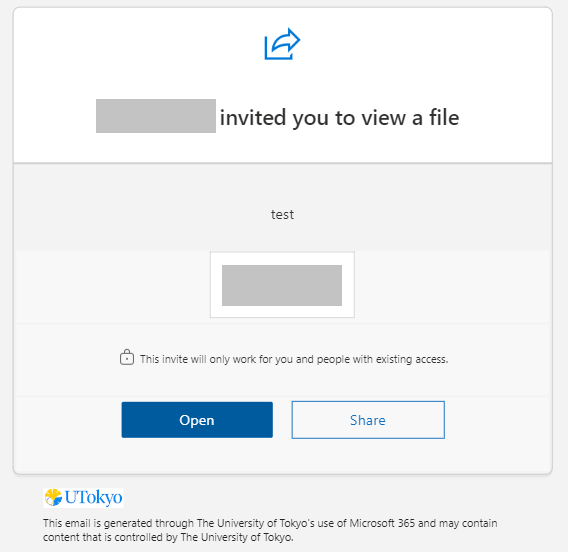 invited you to view a file
test
This invite will only work for you and people with existing access.
Open
Share
UTokyo
This email is generated through The University of Tokyo's use of Microsoft 365 and may contain
content that is controlled by The University of Tokyo.